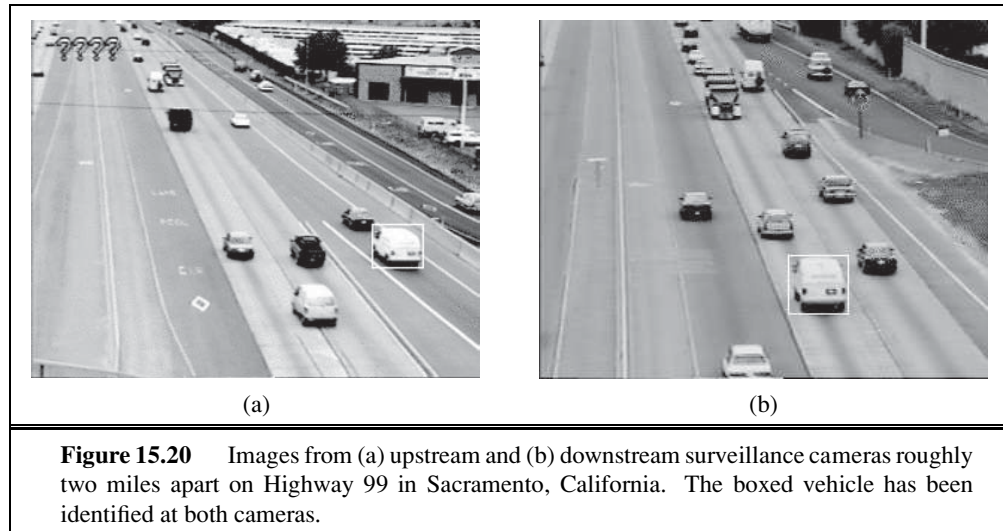 ????
(a)
(b)
Figure 15.20 Images from (a) upstream and (b) downstream surveillance cameras roughly
two miles apart on Highway 99 in Sacramento, California. The boxed vehicle has been
identified at both cameras.